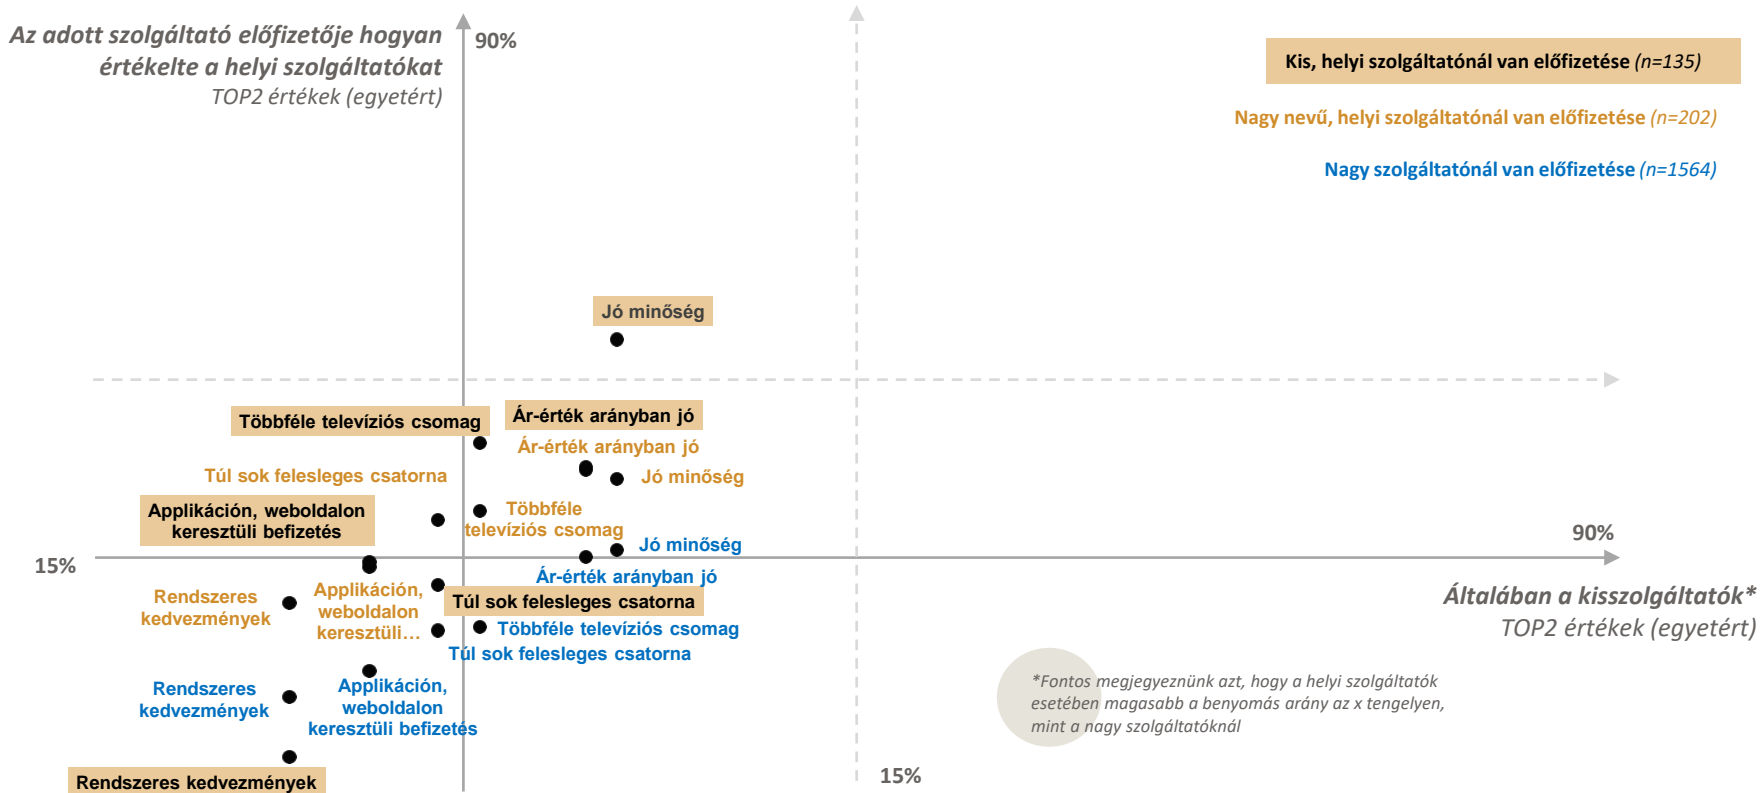 Az adott szolgáltató előfizetője hogyan
értékelte a helyi szolgáltatókat
TOP2 értékek (egyetért)
90%
Kis, helyi szolgáltatónál van előfizetése (n=135)
Nagy nevű, helyi szolgáltatónál van előfizetése (n=202)
Nagy szolgáltatónál van előfizetése (n=1564)
Jó minőség
Többféle televíziós csomag
Ár-érték arányban jó
Ár-érték arányban jó
Túl sok felesleges csatorna
Jó minőség
Applikáción, weboldalon
keresztüli befizetés
Többféle
televíziós csomag
Jó minőség
90%
15%
Ár-érték arányban jó
Rendszeres
kedvezmények
Applikáción,
weboldalon
keresztüli…
Túl sok felesleges csatorna
Általában a kisszolgáltatók*
TOP2 értékek (egyetért)
Többféle televíziós csomag
Túl sok felesleges csatorna
Rendszeres
kedvezmények
Applikáción,
weboldalon
keresztüli befizetés
*Fontos megjegyeznünk azt, hogy a helyi szolgáltatók
esetében magasabb a benyomás arány az x tengelyen,
mint a nagy szolgáltatóknál
Rendszeres kedvezmények
15%